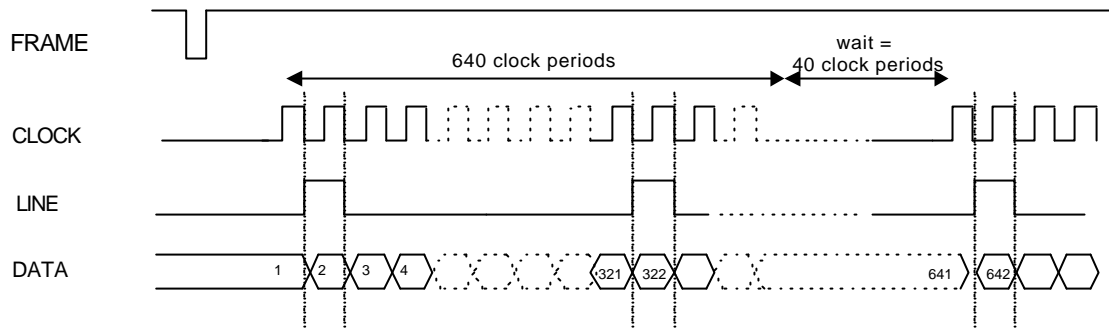 FRAME
640 clock periods
wait =
40 clock periods
CLOCK
LINE
DATA
1 2 3 4 321 322 641 642